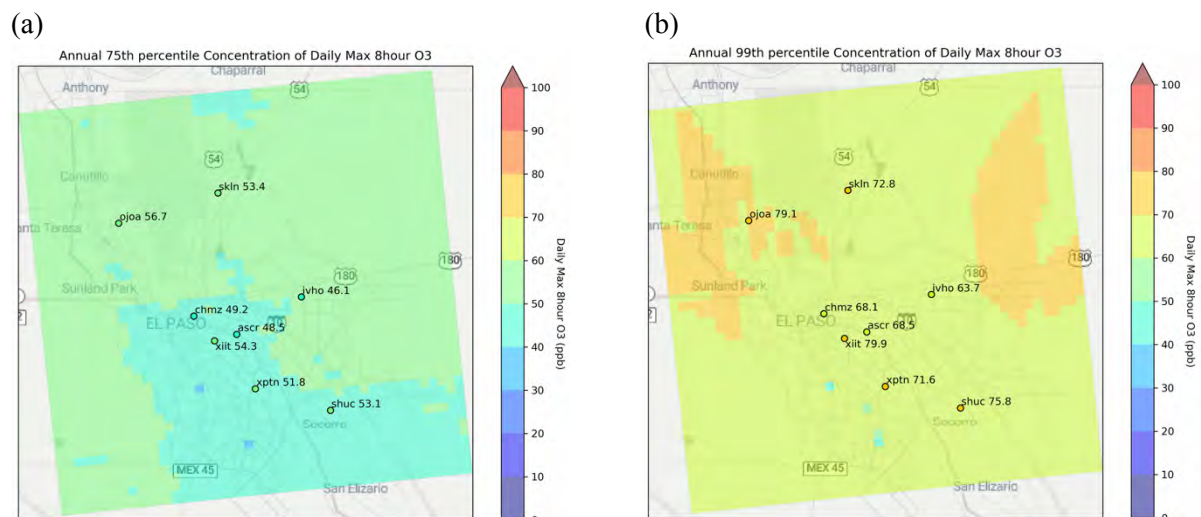 (a)
Annual 75th percentile Concentration of Daily Max 8hour O3
Chaparral
Anthony
54
54
Canutillo
skln 53.4
ojoa 56.7
anta Teresa
180
180
Sunland Park
ivho 46.1
chmz 49.2
EL PASO
ascr 48.5
xiit 54.3
xptn 51.8
shuc 53.1
Socorro
MEX 45
San Elizario
100
90
80
70
60
50
40
30
20
10
0
Daily Max 8hour O3 (ppb)
(b)
Annual 99th percentile Concentration of Daily Max 8hour O3
Chaparral
Anthony
54
54
Canutillo
skln 72.8
ojoa 79.1
anta Teresa
180
180
Sunland Park
ivho 63.7
chmz 68.1
EL PASO
ascr 68.5
xiit 79.9
xptn 71.6
shuc 75.8
Socorro
MEX 45
San Elizario
100
90
80
70
60
50
40
30
20
10
0
Daily Max 8hour O3 (ppb)